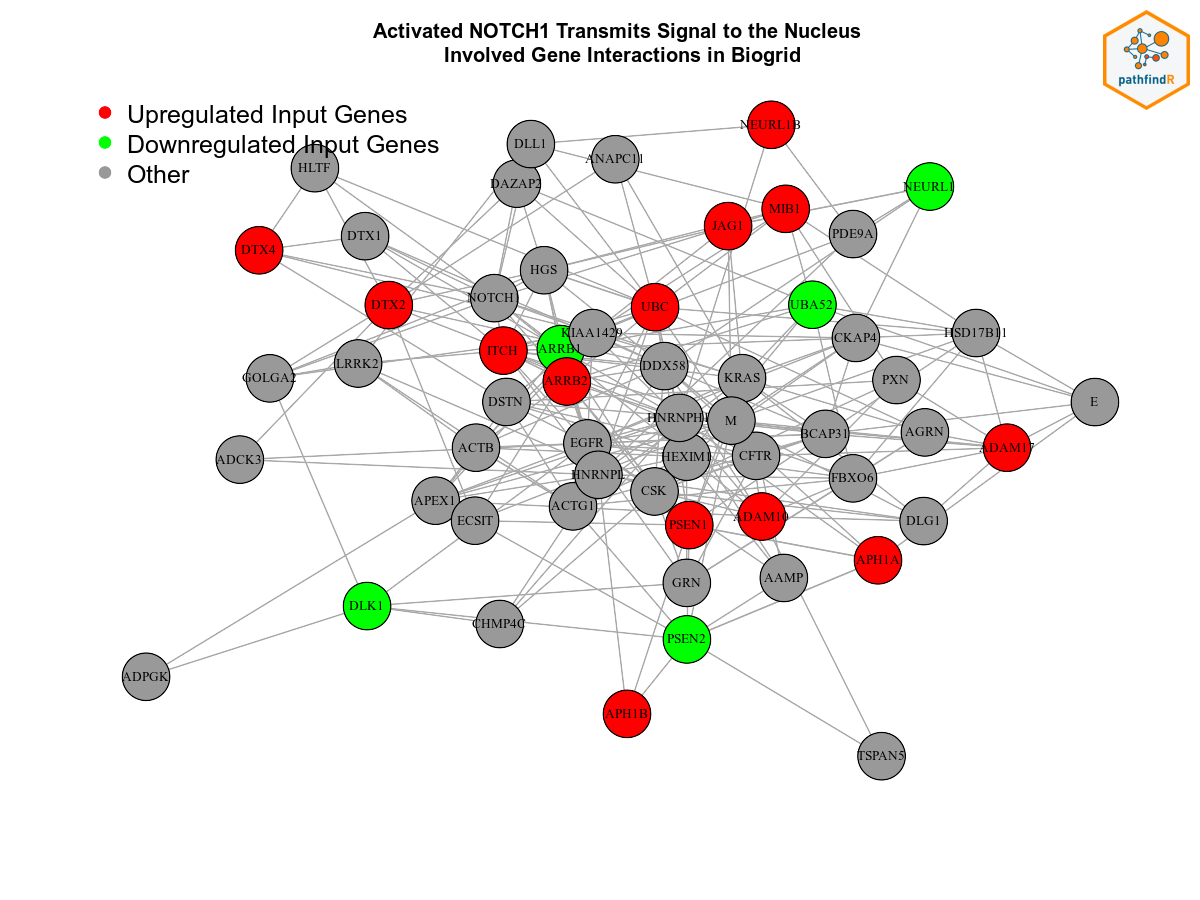 Activated NOTCH1 Transmits Signal to the Nucleus
Involved Gene Interactions in Biogrid
pathfindR
Upregulated Input Genes
Downregulated Input Genes
Other
NEURL1B
DLL1
ANAPC11
HLTF
DAZAP2
NEURL1
MIB1
JAG1
PDE9A
DTX1
DTX4
HGS
NOTCH1
DTX2
UBC
UBA52
KIAA1429
HSD17B11
CKAP4
ITCH
ARRB1
LRRK2
DDX58
GOLGA2
KRAS
PXN
ARRB2
DSTN
E
HNRNPH1
M
AGRN
BCAP31
EGFR
ACTB
ADAM17
CFTR
HEXIM1
ADCK3
HNRNPL
FBXO6
CSK
APEX1
ACTG1
ADAM10
ECSIT
DLG1
PSEN1
APH1A
AAMP
GRN
DLK1
CHMP4C
PSEN2
ADPGK
APH1B
TSPAN5